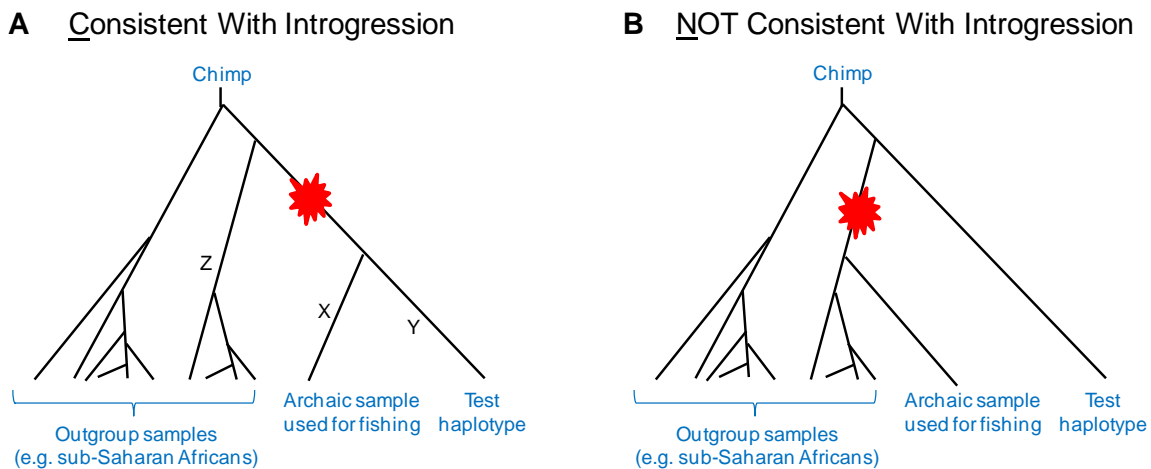 A Consistent With Introgression
Chimp
Z
X
Y
Archaic sample
used for fishing
Test
haplotype
Outgroup samples
(e.g. sub-Saharan Africans)
B NOT Consistent With Introgression
Chimp
Archaic sample
used for fishing
Test
haplotype
Outgroup samples
(e.g. sub-Saharan Africans)